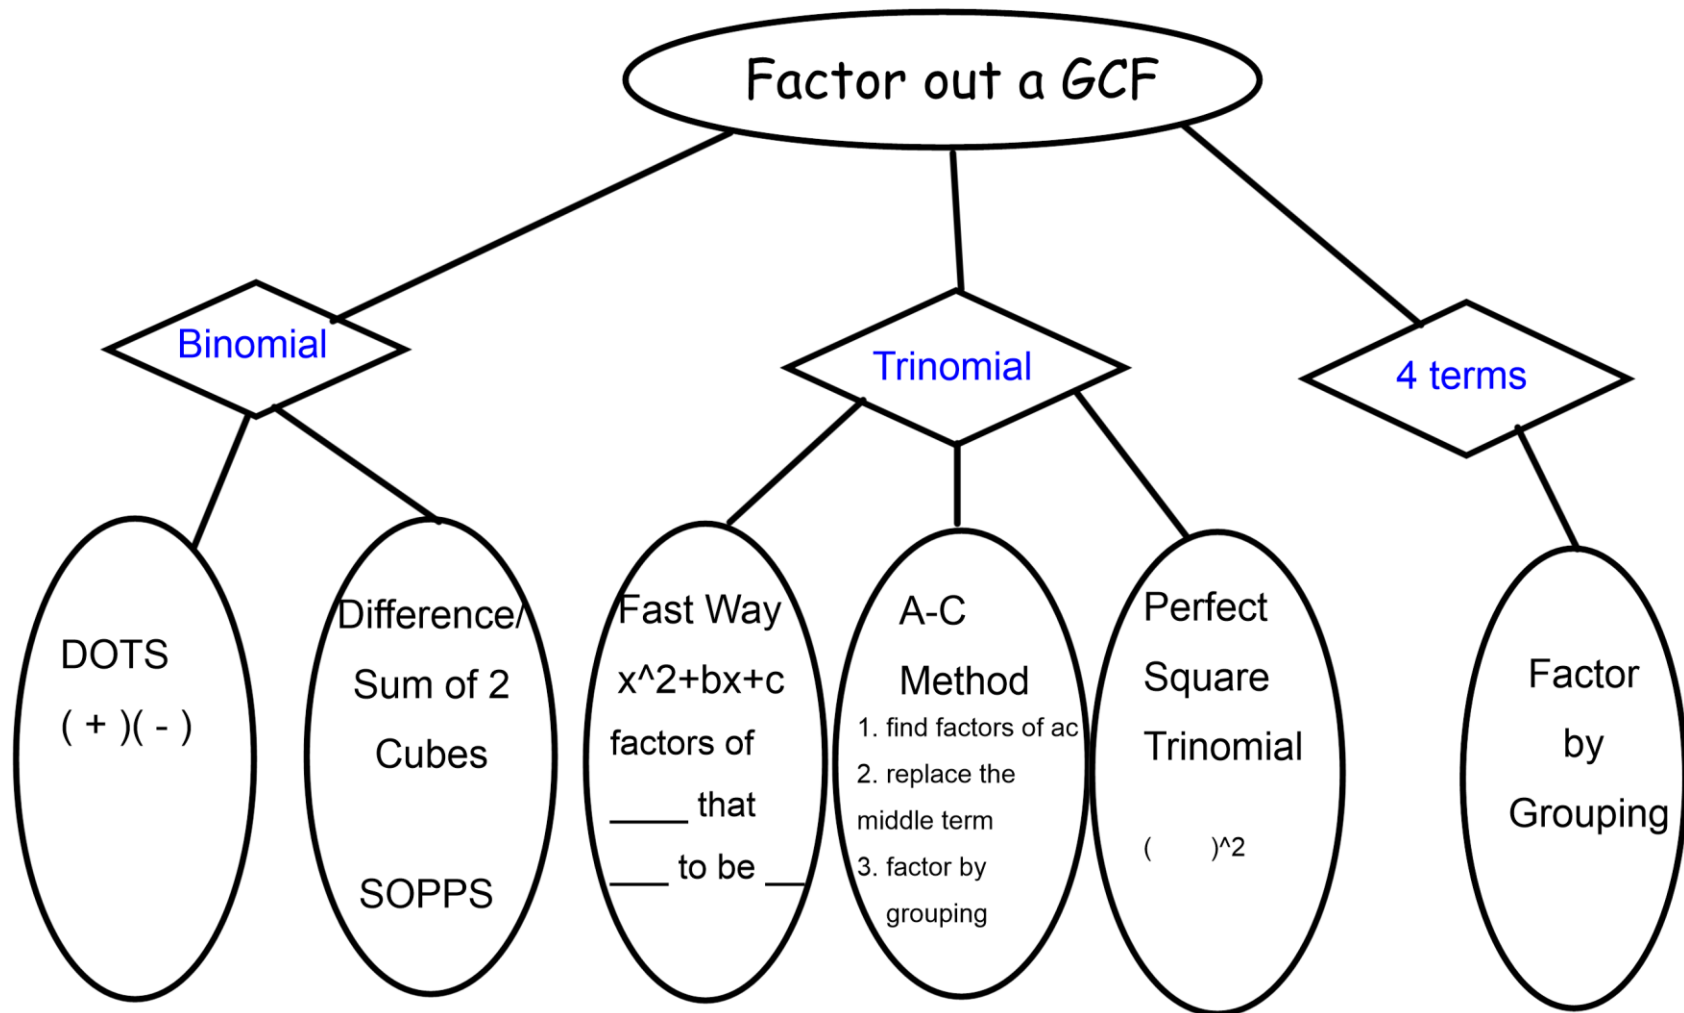 Factor out a GCF
Binomial
Trinomial
4 terms
DOTS
( + )( - )
Difference/
Sum of 2
Cubes
SOPPS
Fast Way
x^2+bx+c
factors of
____ that
___ to be __
A-C
Method
1. find factors of ac
2. replace the
middle term
3. factor by
grouping
Perfect
Square
Trinomial
( )^2
Factor
by
Grouping